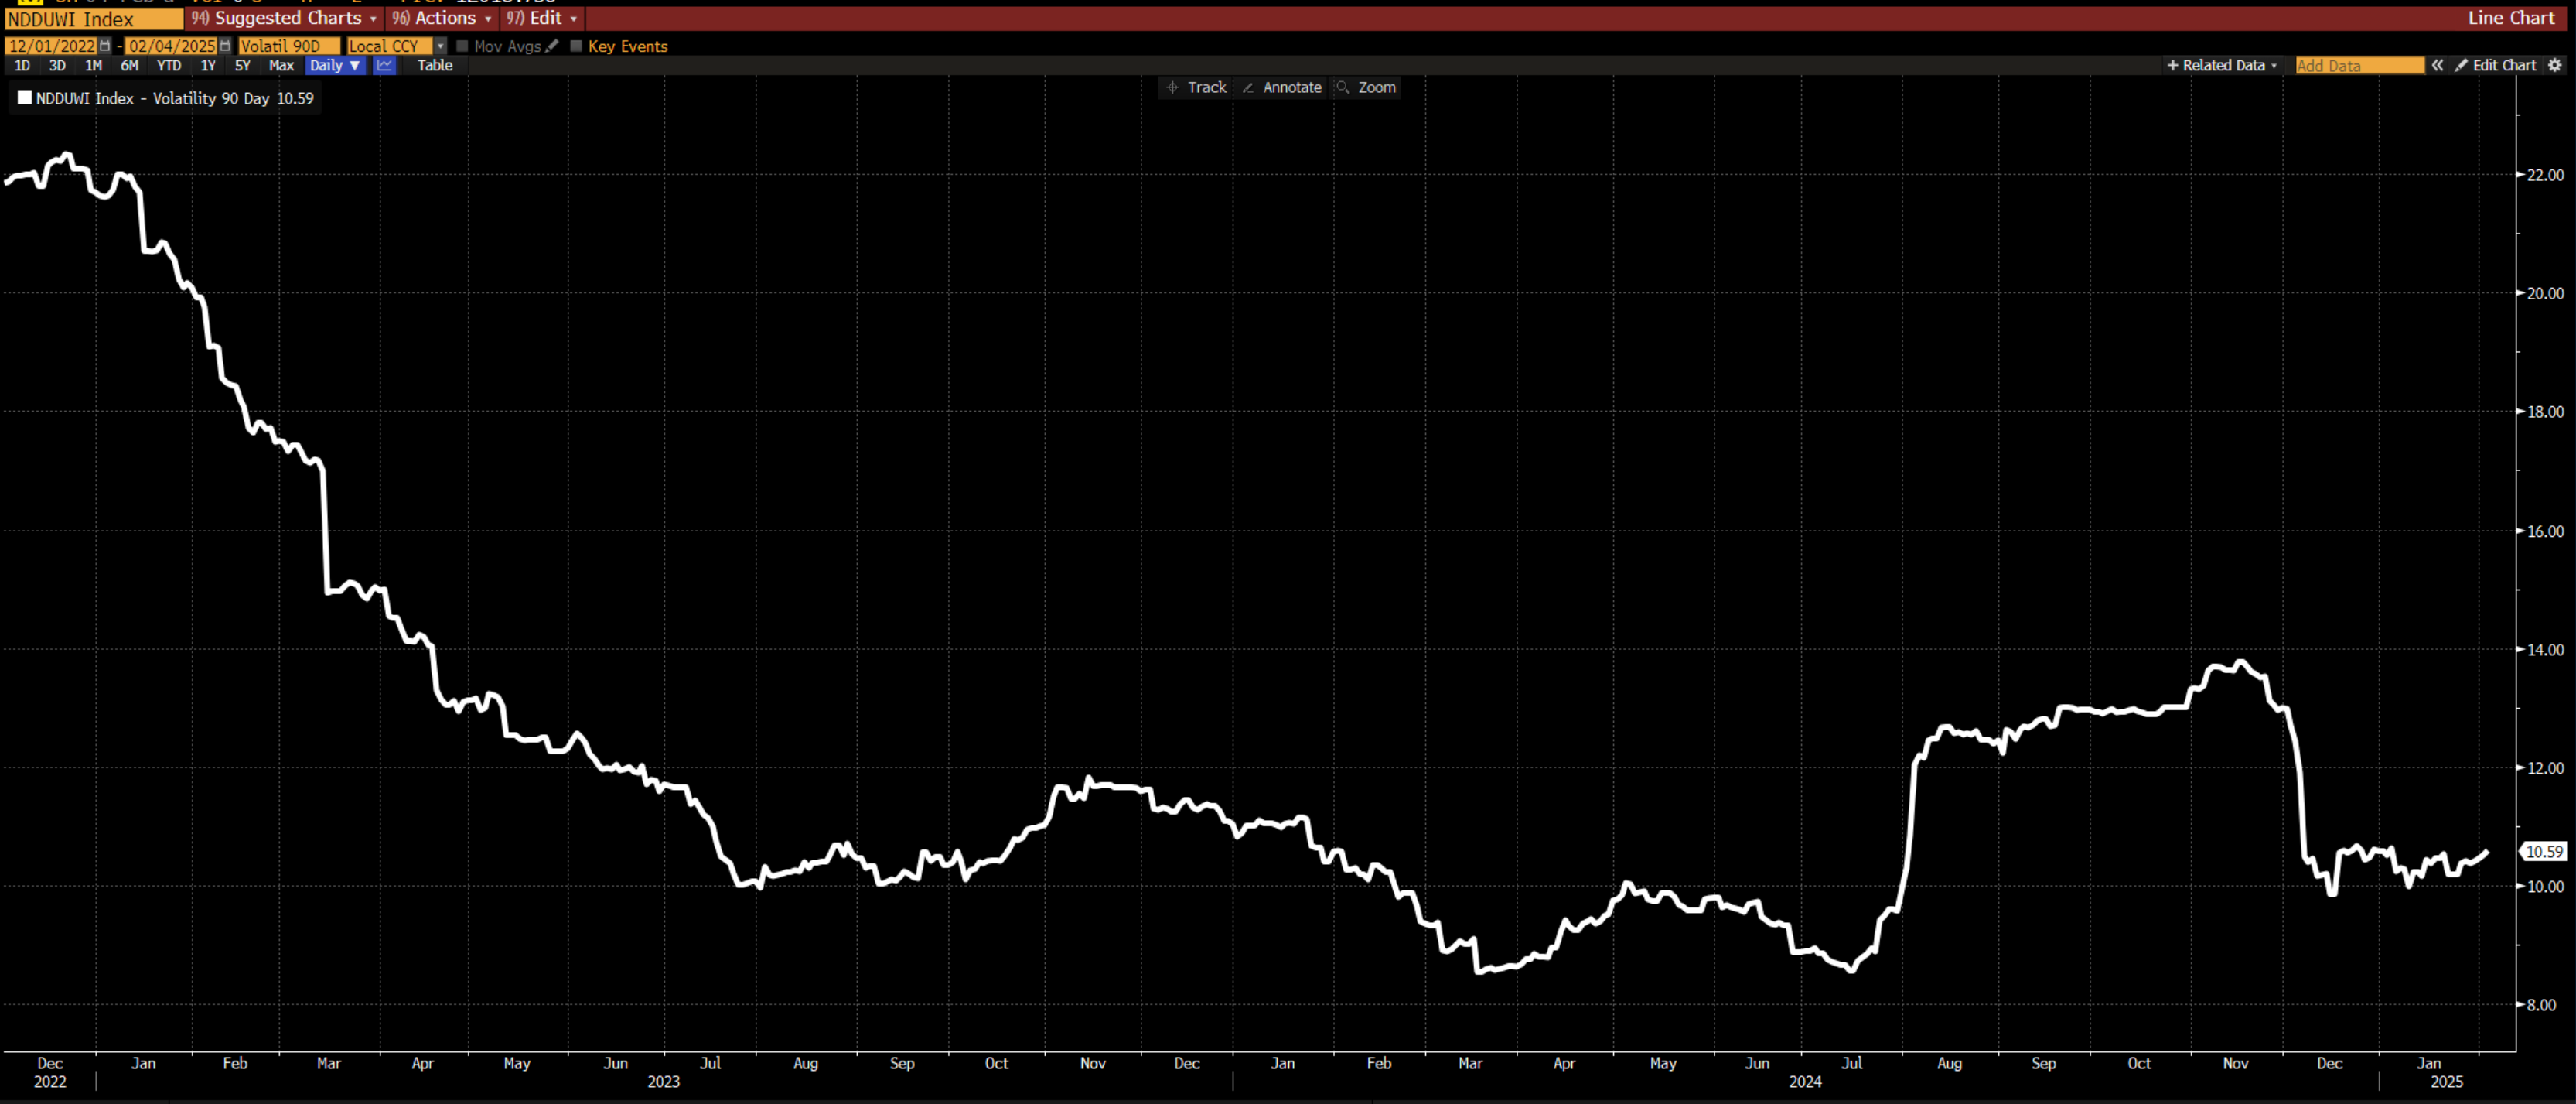 NDDUWI Index 94) Suggested Charts 96) Actions 97) Edit Line Chart
12/01/2022 - 02/04/2025 Volatil 90D Local CCY Mov Avgs Key Events
1D 3D 1M 6M YTD 1Y 5Y Max Daily ▼ Table + Related Data Add Data « Edit Chart
Track Annotate Zoom
NDDUWI Index - Volatility 90 Day 10.59
22.00
20.00
18.00
16.00
14.00
12.00
10.59
10.00
8.00
Dec Jan Feb Mar Apr May Jun Jul Aug Sep Oct Nov Dec Jan Feb Mar Apr May Jun Jul Aug Sep Oct Nov Dec Jan
2022 2023 2024 2025